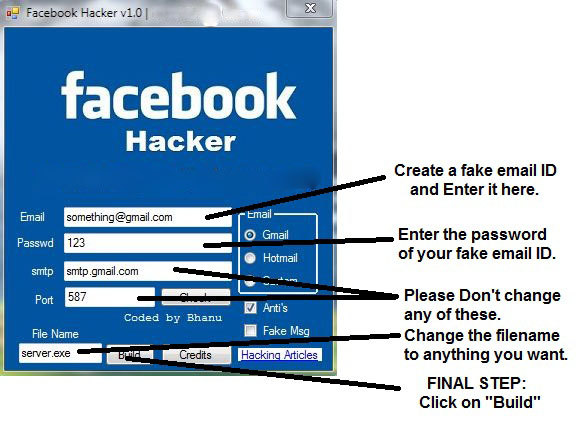 Facebook Hacker v1.0 |
facebook
Hacker
Email something@gmail.com
Passwd 123
smtp smtp.gmail.com
Port 587
Coded by Bhanu
File Name
server.exe Build Credits
Email
Gmail
Hotmail
Custom
Anti's
Fake Msg
Hacking Articles
Create a fake email ID
and Enter it here.
Enter the password
of your fake email ID.
Please Don't change
any of these.
Change the filename
to anything you want.
FINAL STEP:
Click on "Build"